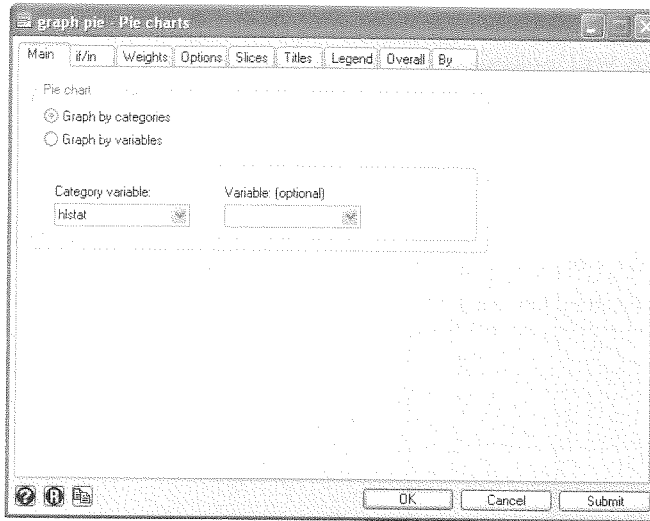 graph pie - Pie charts
Main if/in Weights Options Slices Titles Legend Overall By
Pie chart
Graph by categories
Graph by variables
Category variable: Variable: (optional)
hlstat
OK Cancel Submit